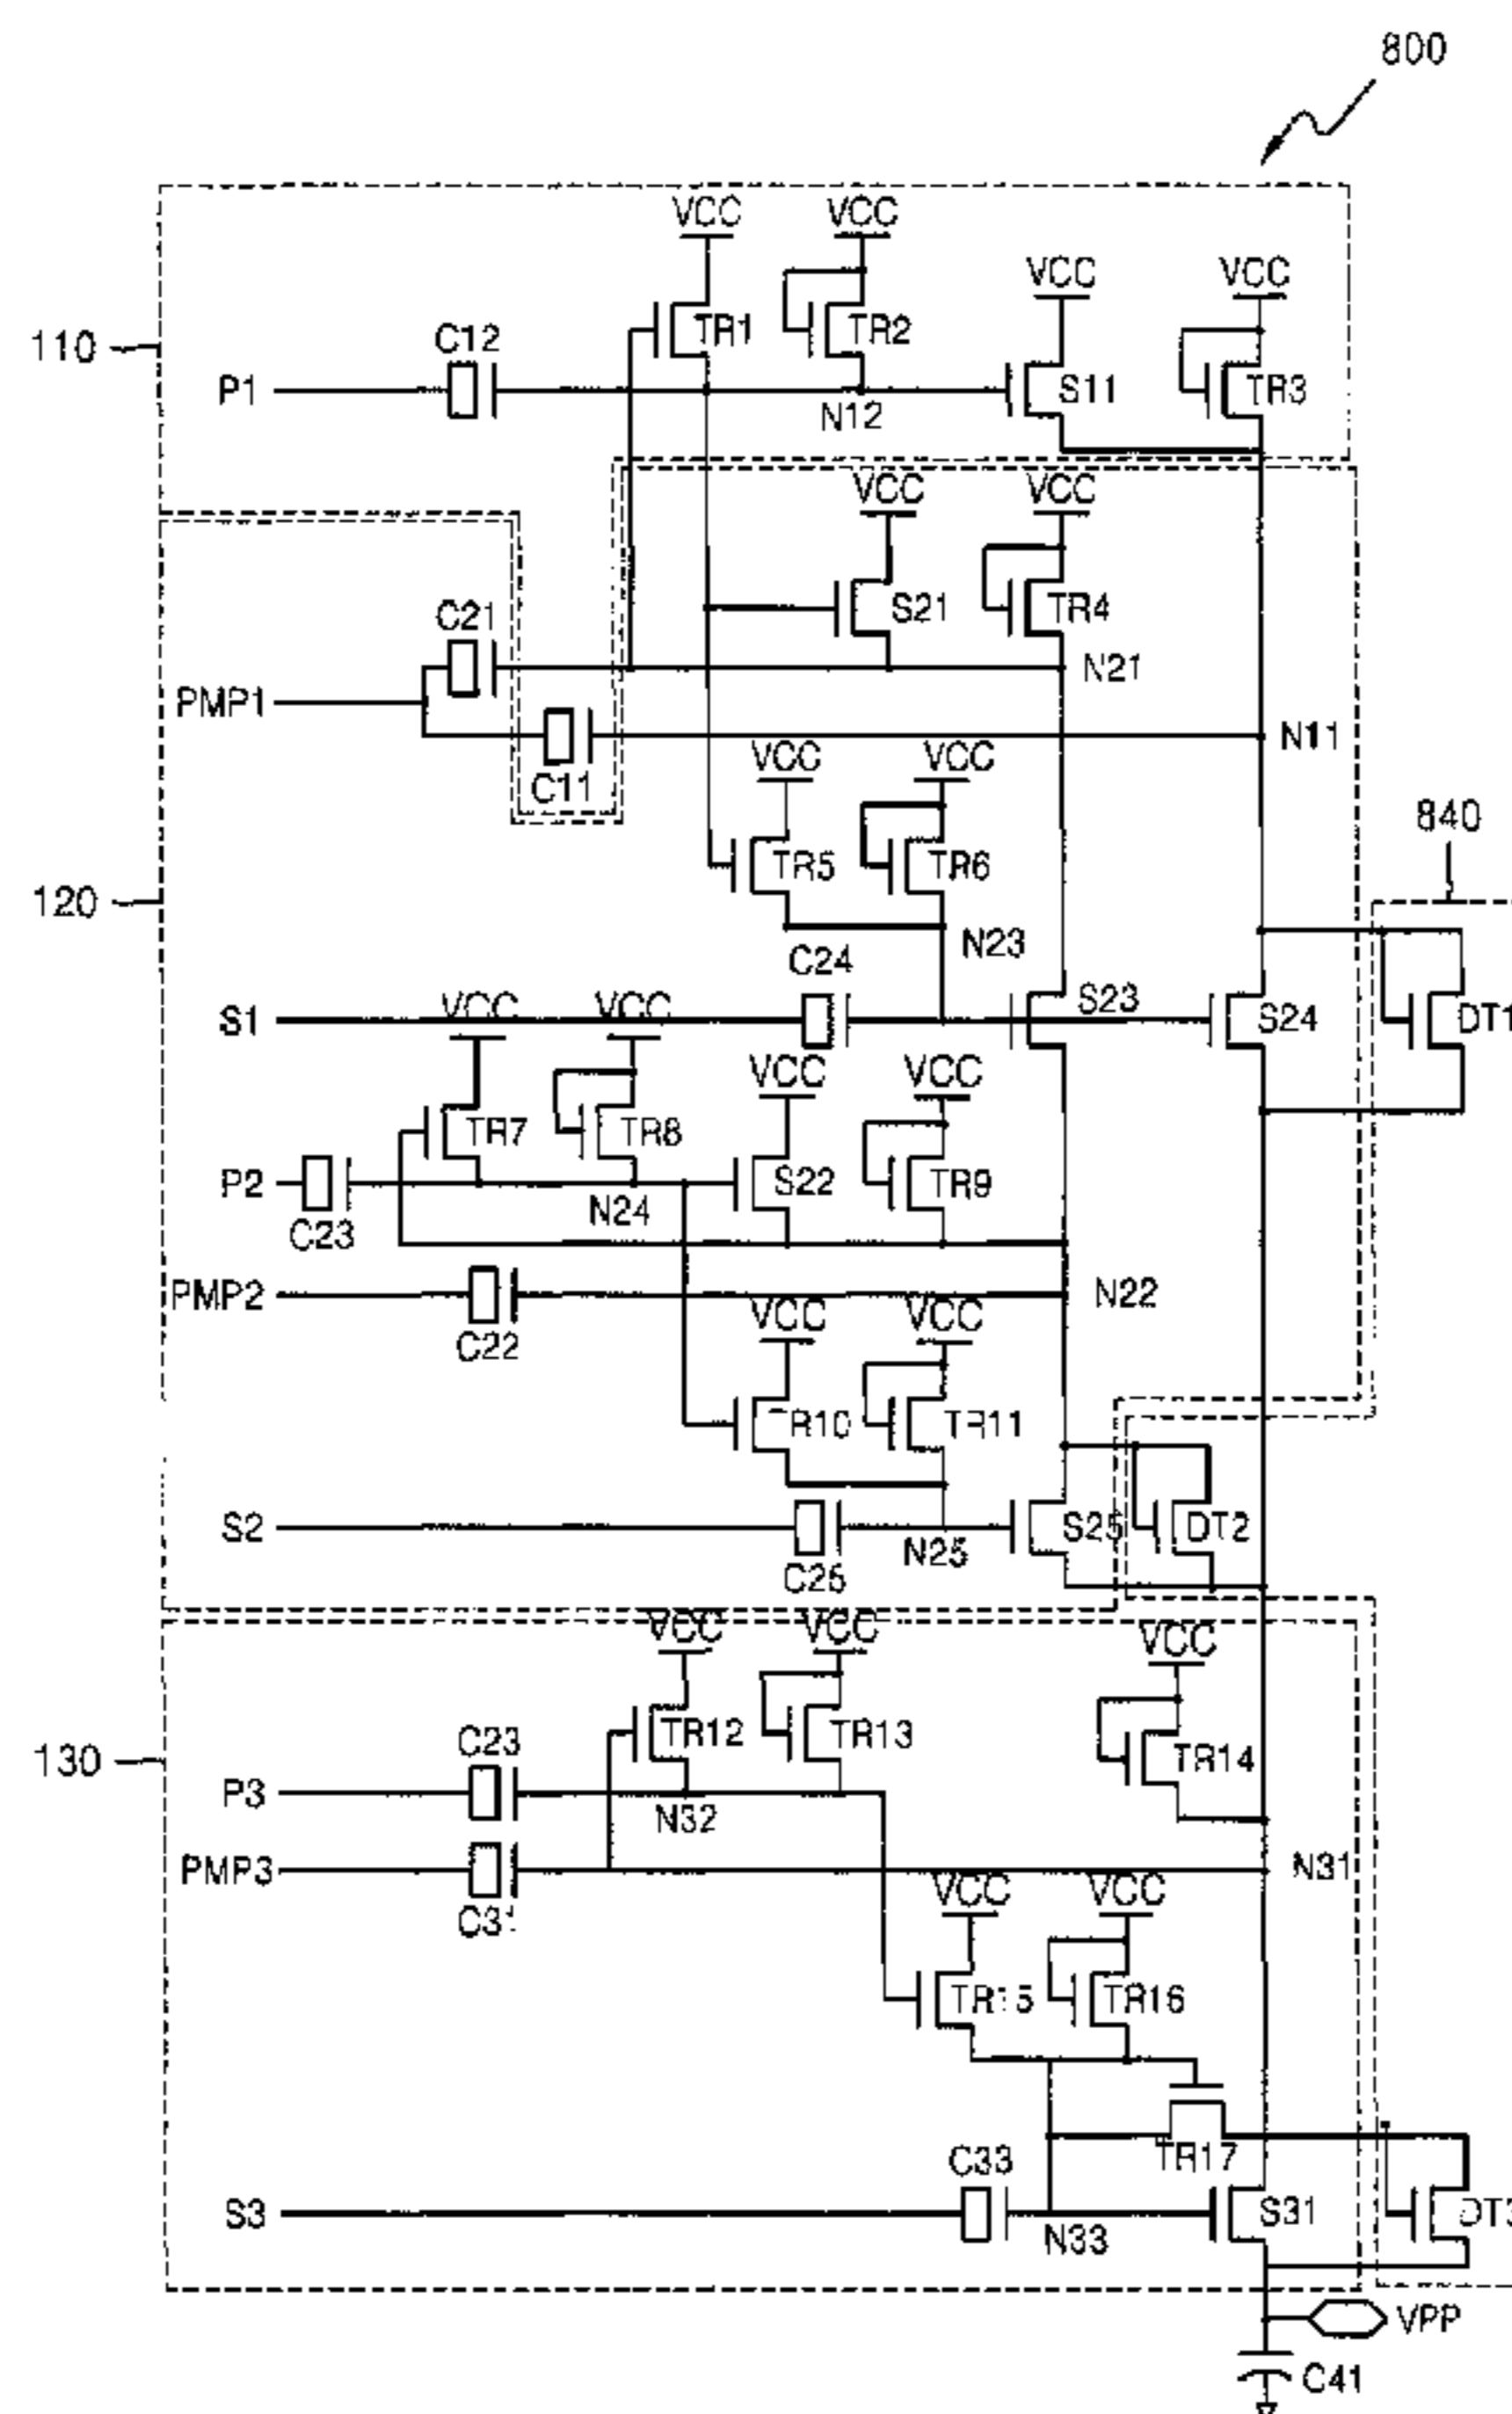 800
VCC VCC
VCC VCC
110 C12 TR1 TR2
P1 S11 TR3
N12
VCC VCC
C21 S21 TR4
N21
PMP1
N11
VCC VCC
C11
840
TR5 TR6
120
N23
C24
S1 VCC VCC S23 S24 DT1
VCC VCC
TR7 TR8
P2 S22 TR9
N24
C23
PMP2 N22
VCC VCC
C22
TR10 TR11
S2 S25 DT2
N25
C25
VCC VCC VCC
C23 TR12 TR13
130 TR14
P3
N32
PMP3 N31
VCC VCC
C31
TR15 TR16
TR17
C33
S3 S31 DT3
N33
VPP
C41